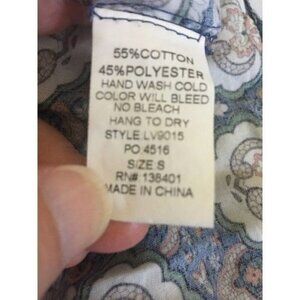 55%COTTON
45%POLYESTER
HAND WASH COLD
COLOR WILL BLEED
NO BLEACH
HANG TO DRY
STYLE:LV9015
PO.4516
SIZE:S
RN# 138401
MADE IN CHINA